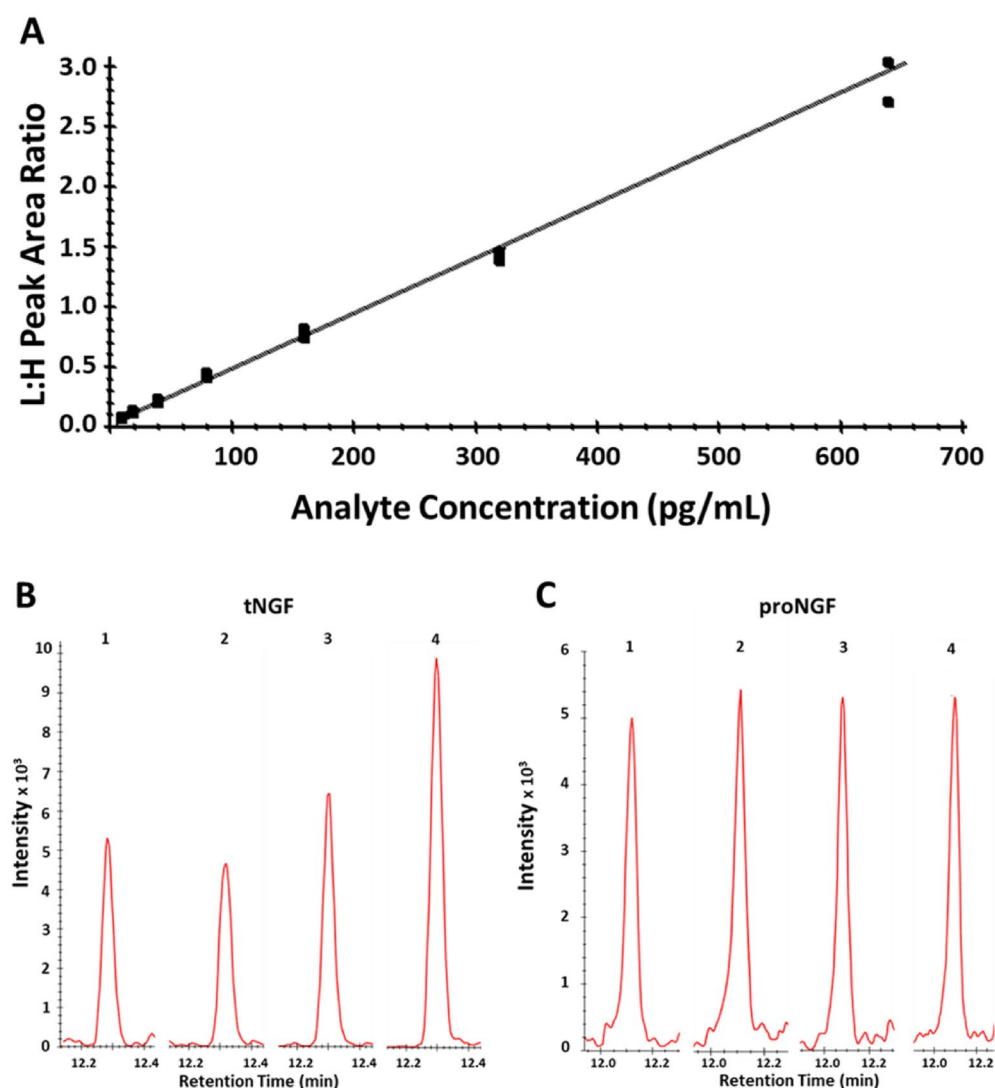 A
L:H Peak Area Ratio
3.0
2.5
2.0
1.5
1.0
0.5
0.0
100 200 300 400 500 600 700
Analyte Concentration (pg/mL)
B
tNGF
1 2 3 4
Intensity x 10³
10
9
8
7
6
5
4
3
2
1
0
12.2 12.4 12.2 12.4 12.2 12.4 12.2 12.4
Retention Time (min)
C
proNGF
1 2 3 4
Intensity x 10³
6
5
4
3
2
1
0
12.0 12.2 12.0 12.2 12.0 12.2 12.0 12.2
Retention Time (min)